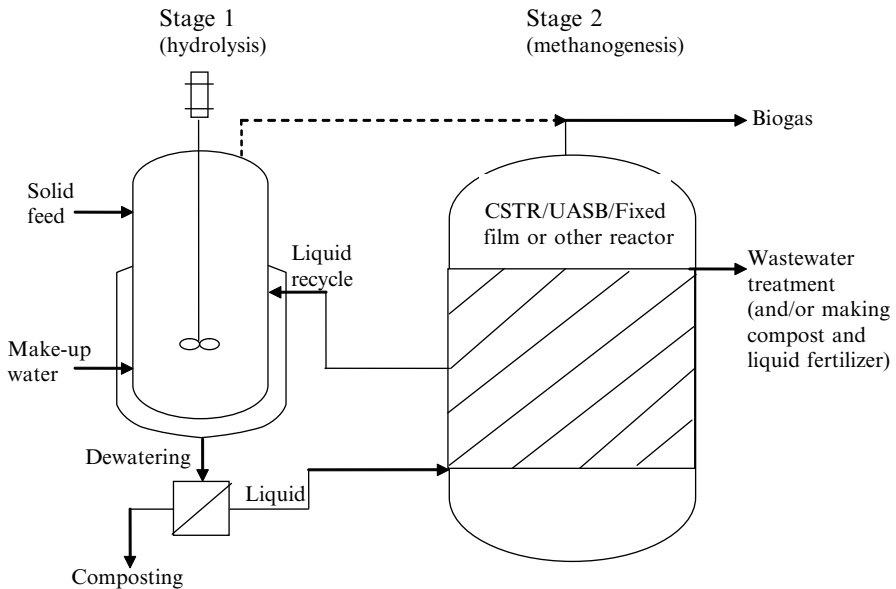 Stage 1
(hydrolysis)
Stage 2
(methanogenesis)
Biogas
Solid
feed
CSTR/UASB/Fixed
film or other reactor
Liquid
recycle
Wastewater
treatment
(and/or making
compost and
liquid fertilizer)
Make-up
water
Dewatering
Liquid
Composting